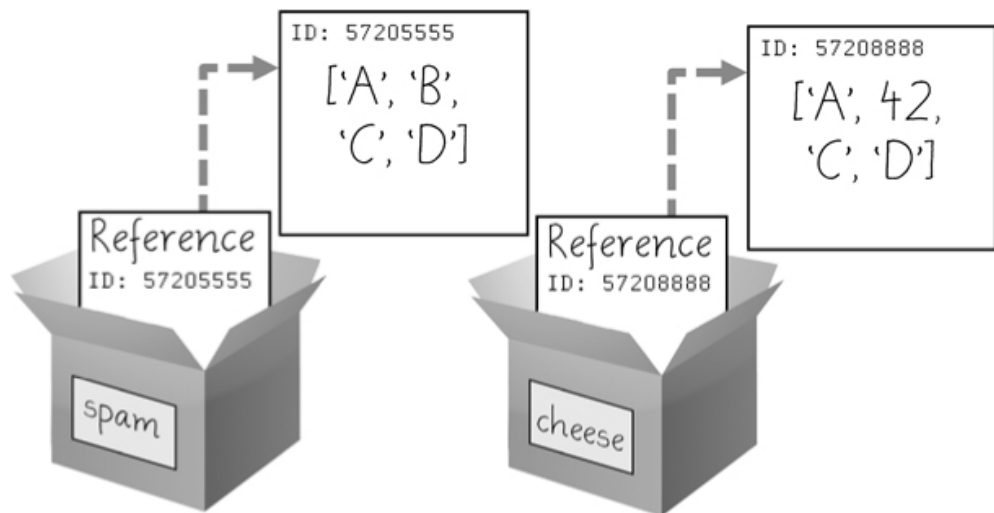 ID: 57205555
['A', 'B',
'C', 'D']
Reference
ID: 57205555
spam
ID: 57208888
['A', 42,
'C', 'D']
Reference
ID: 57208888
cheese